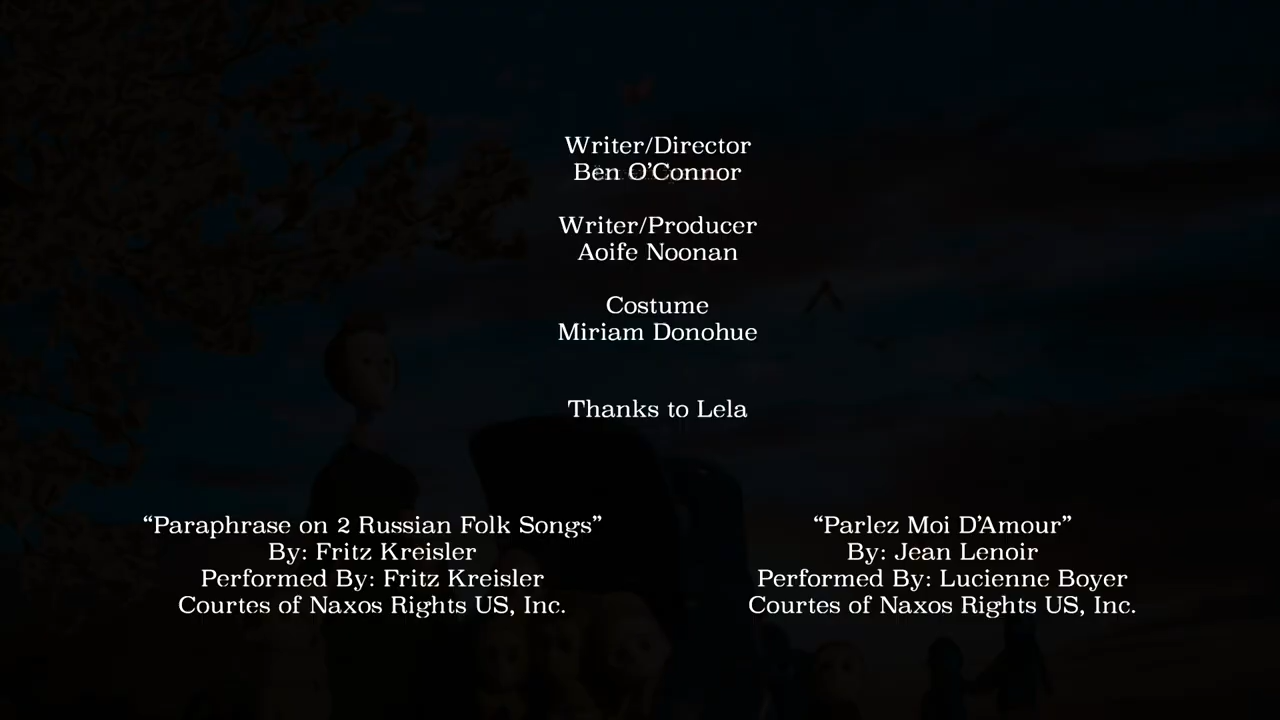 Writer/Director
Ben O’Connor
Writer/Producer
Aoife Noonan
Costume
Miriam Donohue
Thanks to Lela
“Paraphrase on 2 Russian Folk Songs”
By: Fritz Kreisler
Performed By: Fritz Kreisler
Courtes of Naxos Rights US, Inc.
“Parlez Moi D’Amour”
By: Jean Lenoir
Performed By: Lucienne Boyer
Courtes of Naxos Rights US, Inc.